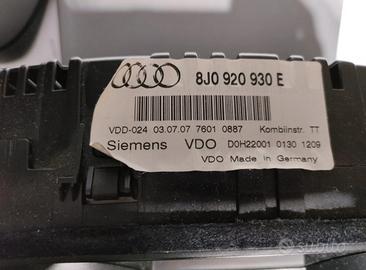 8J0 920 930 E
VDD-024 03.07.07 7601 0887 Kombiinstr. TT
Siemens VDO D0H22001 0130 1209
VDO Made in Germany
subito